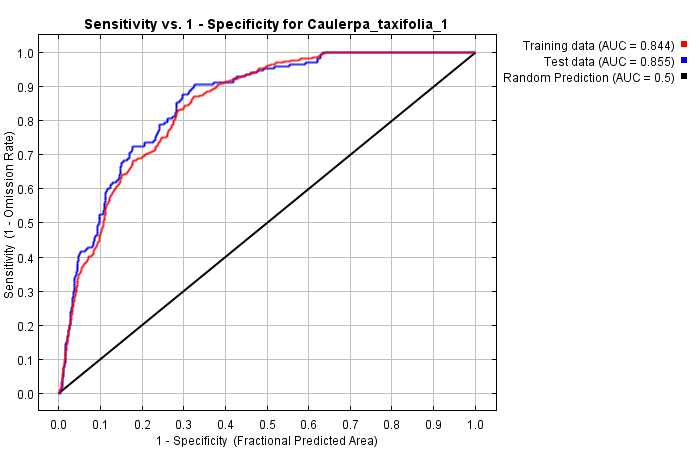 Sensitivity vs. 1 - Specificity for Caulerpa_taxifolia_1
Training data (AUC = 0.844)
Test data (AUC = 0.855)
Random Prediction (AUC = 0.5)
Sensitivity (1 - Omission Rate)
1.0
0.9
0.8
0.7
0.6
0.5
0.4
0.3
0.2
0.1
0.0
0.0 0.1 0.2 0.3 0.4 0.5 0.6 0.7 0.8 0.9 1.0
1 - Specificity (Fractional Predicted Area)